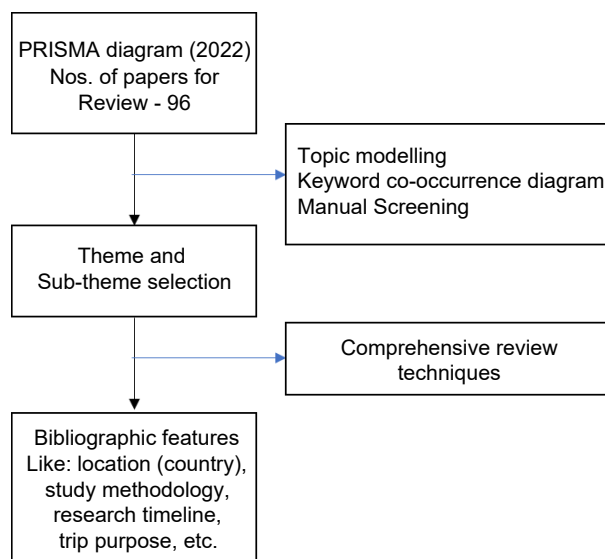 PRISMA diagram (2022)
Nos. of papers for
Review - 96
Topic modelling
Keyword co-occurrence diagram
Manual Screening
Theme and
Sub-theme selection
Comprehensive review
techniques
Bibliographic features
Like: location (country),
study methodology,
research timeline,
trip purpose, etc.